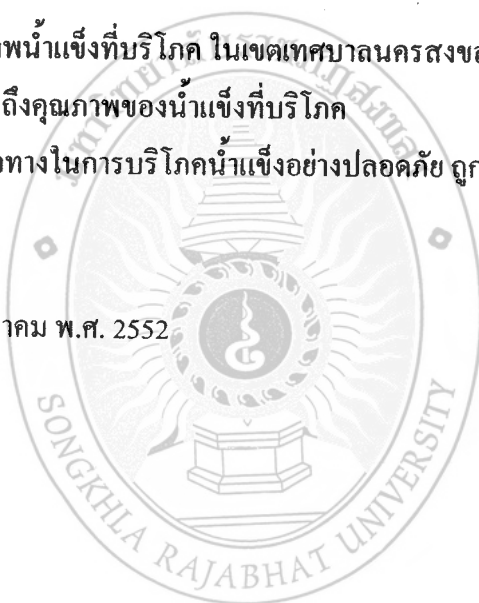 พน้ำแข็งที่บริโภค ในเขตเทศบาลนครสงขล
ถึงคุณภาพของน้ำแข็งที่บริโภค
ทางในการบริโภคน้ำแข็งอย่างปลอดภัย ถูก
าคม พ.ศ. 2552
SONGKHLA RAJABHAT UNIVERSITY